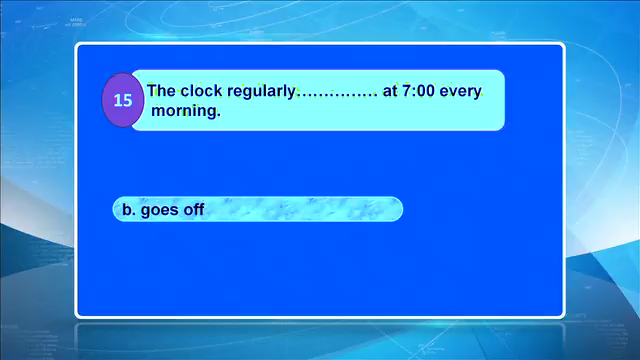 15
The clock regularly............... at 7:00 every
morning.
b. goes off